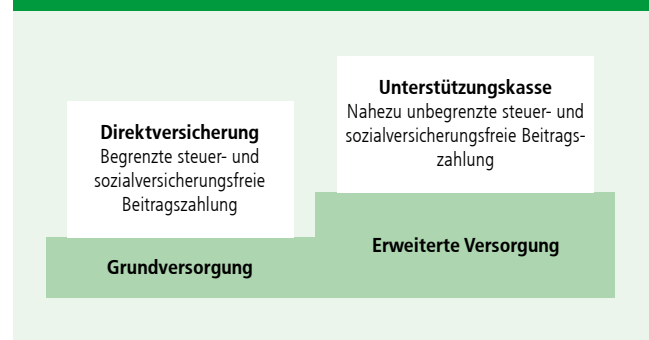 Direktversicherung
Begrenzte steuer- und
sozialversicherungsfreie
Beitragszahlung
Grundversorgung
Unterstützungskasse
Nahezu unbegrenzte steuer- und
sozialversicherungsfreie Beitrags-
zahlung
Erweiterte Versorgung